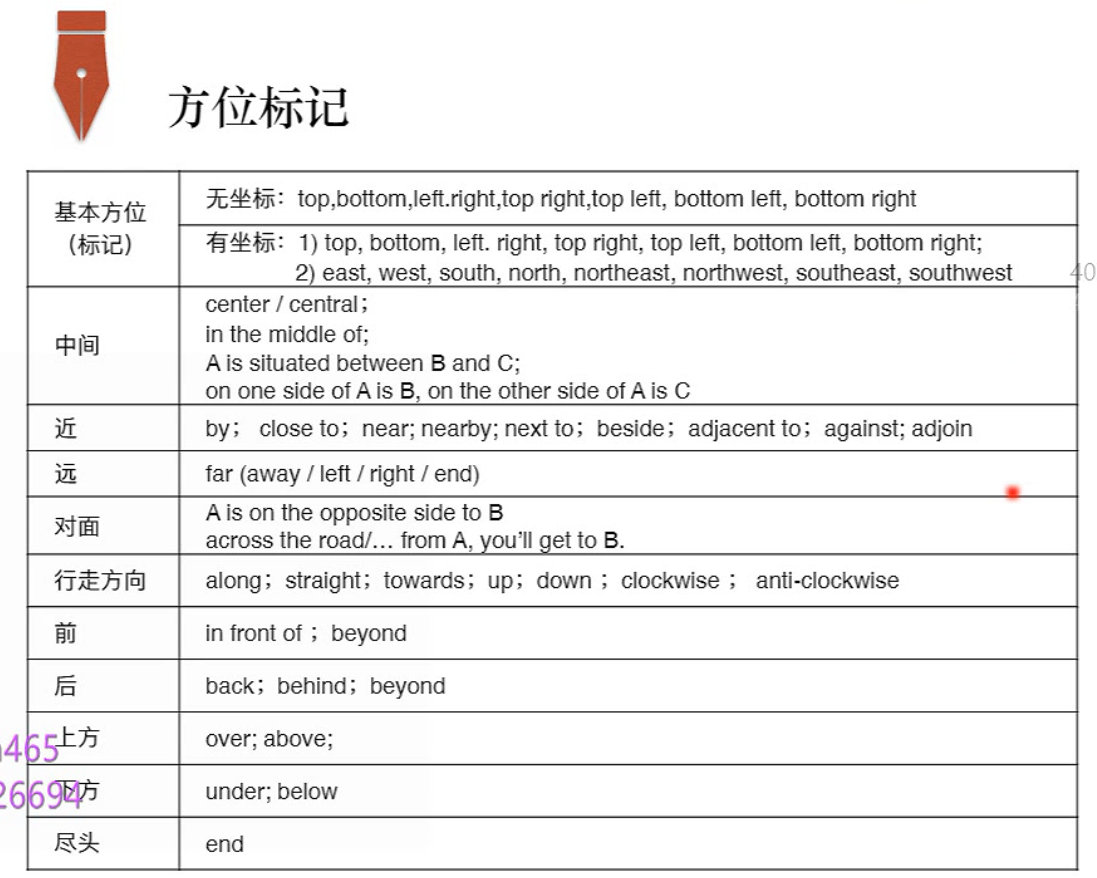 方位标记
基本方位
（标记）
无坐标：top,bottom,left.right,top right,top left, bottom left, bottom right
有坐标：1) top, bottom, left. right, top right, top left, bottom left, bottom right;
2) east, west, south, north, northeast, northwest, southeast, southwest
40
中间
center / central；
in the middle of;
A is situated between B and C;
on one side of A is B, on the other side of A is C
近
by； close to；near; nearby; next to；beside；adjacent to；against; adjoin
远
far (away / left / right / end)
对面
A is on the opposite side to B
across the road/… from A, you’ll get to B.
行走方向
along；straight；towards；up；down ；clockwise ； anti-clockwise
前
in front of ；beyond
后
back；behind；beyond
上方
over; above;
465
下方
under; below
26694
尽头
end